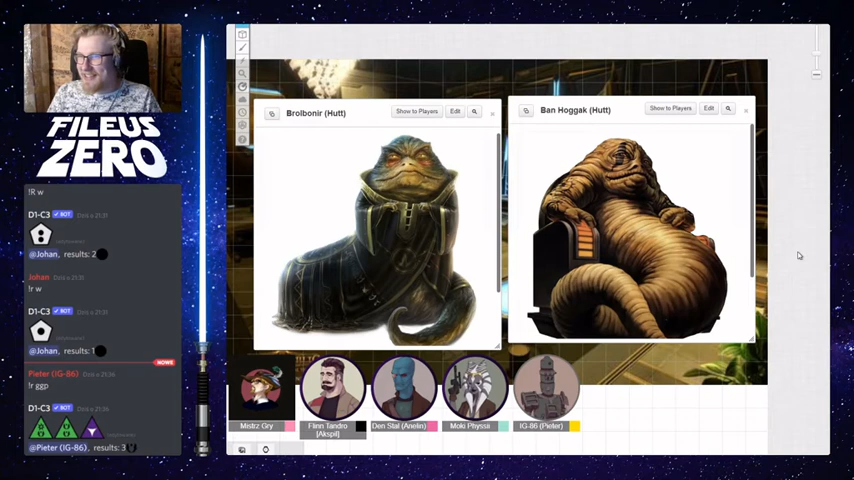 FILEUS
ZERO
!R w
D1-C3 ✓ BOT Dziś o 21:31
@Johan, results: 2
Johan Dziś o 21:31
!r w
D1-C3 ✓ BOT Dziś o 21:31
@Johan, results: 1
NOWE
Pieter (IG-86) Dziś o 21:36
!r ggp
D1-C3 ✓ BOT Dziś o 21:36
@Pieter (IG-86), results: 3
Brolbonir (Hutt) Show to Players Edit
Ban Hoggak (Hutt) Show to Players Edit
Mistrz Gry
Flinn Tandro
[Akspil]
Den Stal (Anelin)
Moki Physsii
IG-86 (Pieter)